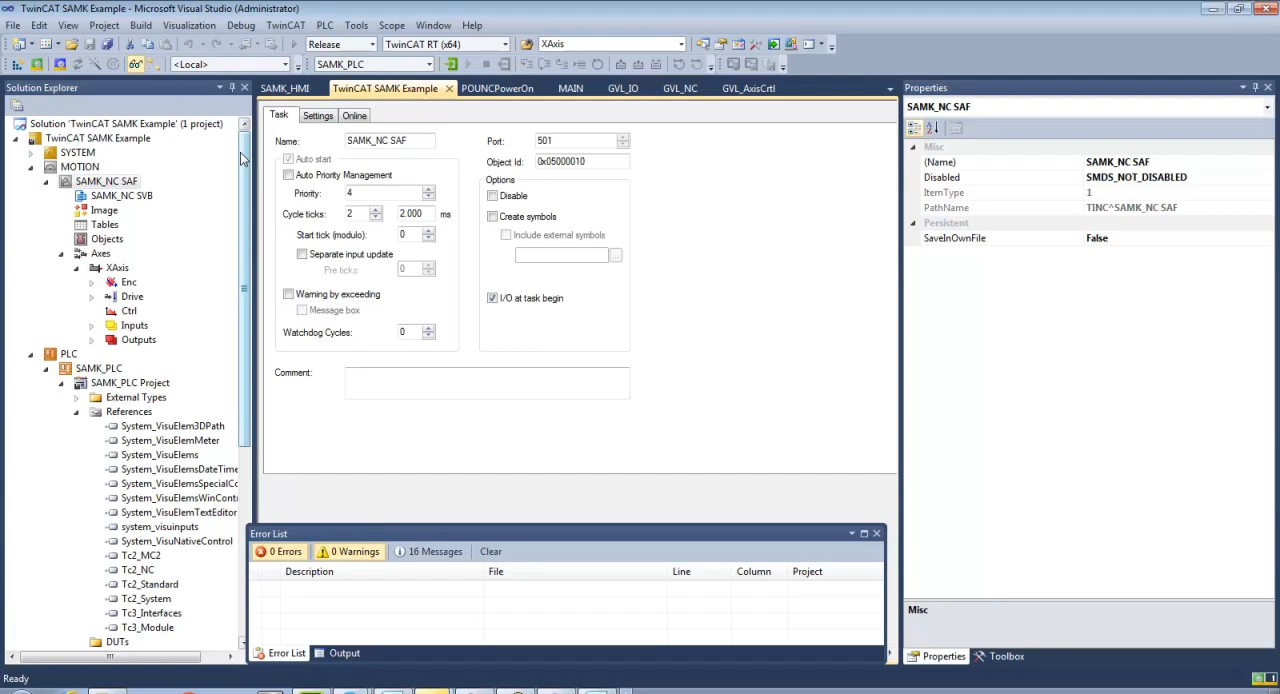 TwinCAT SAMK Example - Microsoft Visual Studio (Administrator)
File Edit View Project Build Visualization Debug TwinCAT PLC Tools Scope Window Help
Release TwinCAT RT (x64) XAxis
<Local> SAMK_PLC
Solution Explorer
Solution 'TwinCAT SAMK Example' (1 project)
TwinCAT SAMK Example
SYSTEM
MOTION
SAMK_NC SAF
SAMK_NC SVB
Image
Tables
Objects
Axes
XAxis
Enc
Drive
Ctrl
Inputs
Outputs
PLC
SAMK_PLC
SAMK_PLC Project
External Types
References
System_VisuElem3DPath
System_VisuElemMeter
System_VisuElems
System_VisuElemsDateTime
System_VisuElemsSpecialCo
System_VisuElemsWinContro
System_VisuElemTextEditor
system_visuinputs
System_VisuNativeControl
Tc2_MC2
Tc2_NC
Tc2_Standard
Tc2_System
Tc3_Interfaces
Tc3_Module
DUTs
SAMK_HMI TwinCAT SAMK Example POUNCPowerOn MAIN GVL_IO GVL_NC GVL_AxisCrtl
Task Settings Online
Name: SAMK_NC SAF Port: 501
Auto start Object Id: 0x05000010
Auto Priority Management Options
Priority: 4 Disable
Cycle ticks: 2 2.000 ms Create symbols
Start tick (modulo): 0 Include external symbols
Separate input update ...
Pre ticks: 0
Warning by exceeding I/O at task begin
Message box
Watchdog Cycles: 0
Comment:
Error List
0 Errors 0 Warnings 16 Messages Clear
Description File Line Column Project
Error List Output
Properties
SAMK_NC SAF
Misc
(Name) SAMK_NC SAF
Disabled SMDS_NOT_DISABLED
ItemType 1
PathName TINC^SAMK_NC SAF
Persistent
SaveInOwnFile False
Misc
Properties Toolbox
Ready
1